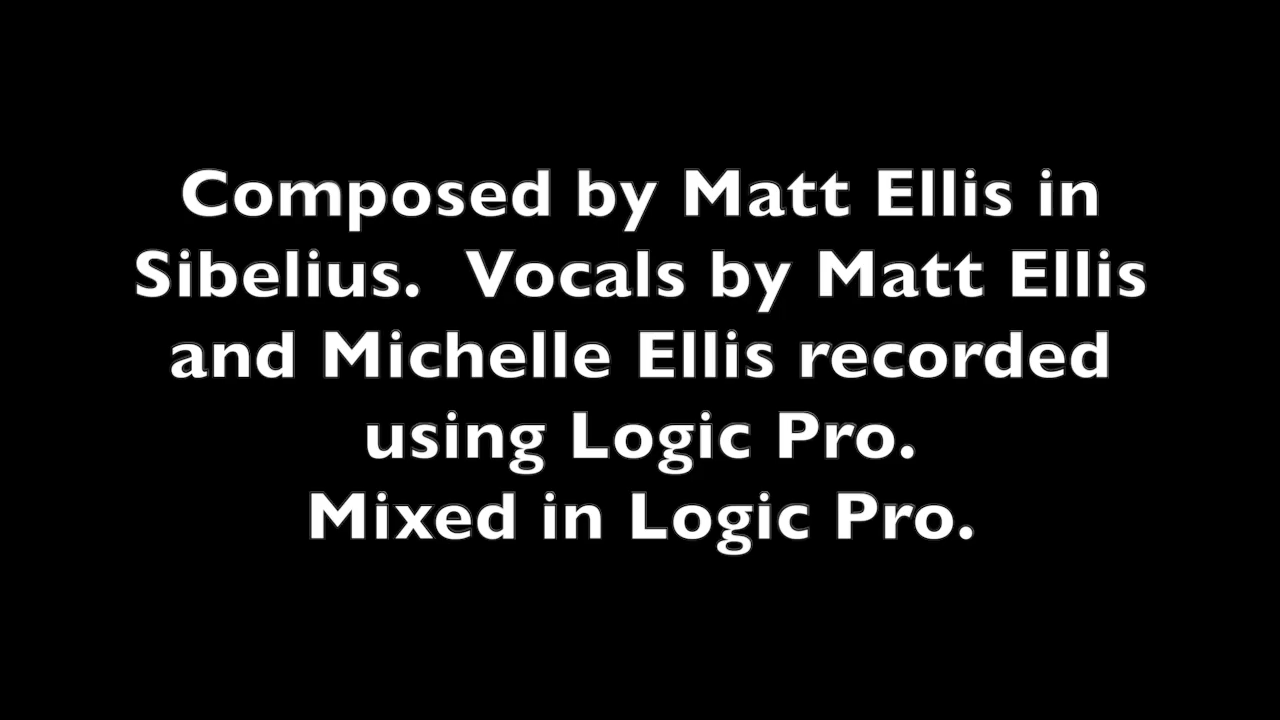 Composed by Matt Ellis in
Sibelius.  Vocals by Matt Ellis
and Michelle Ellis recorded
using Logic Pro.
Mixed in Logic Pro.